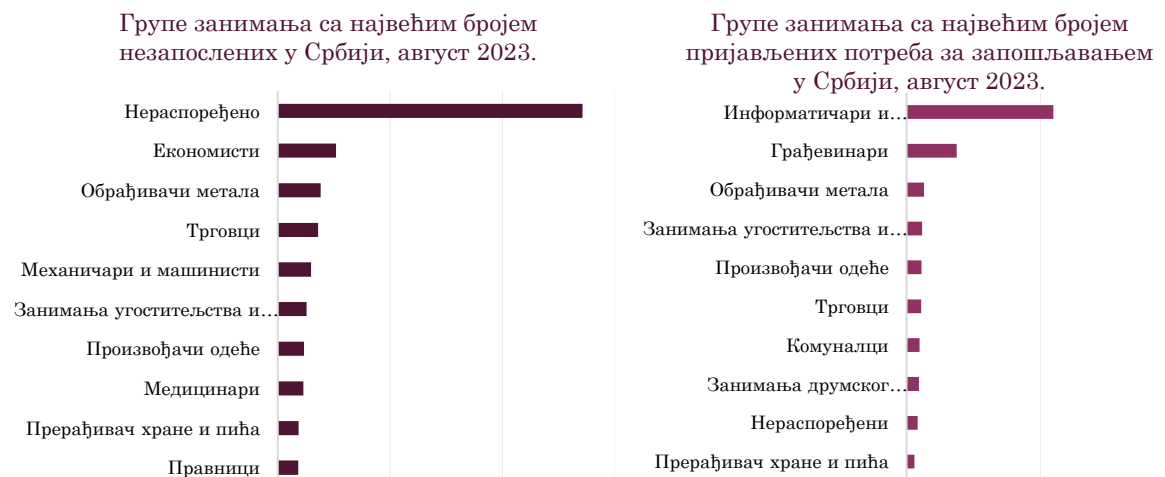 Групе занимања са највећим бројем
незапослених у Србији, август 2023.
Нераспоређено
Економисти
Обрађивачи метала
Трговци
Механичари и машинисти
Занимања угоститељства и…
Произвођачи одеће
Медицинари
Прерађивач хране и пића
Правници
Групе занимања са највећим бројем
пријављених потреба за запошљавањем
у Србији, август 2023.
Информатичари и…
Грађевинари
Обрађивачи метала
Занимања угоститељства и…
Произвођачи одеће
Трговци
Комуналци
Занимања друмског…
Нераспоређени
Прерађивач хране и пића